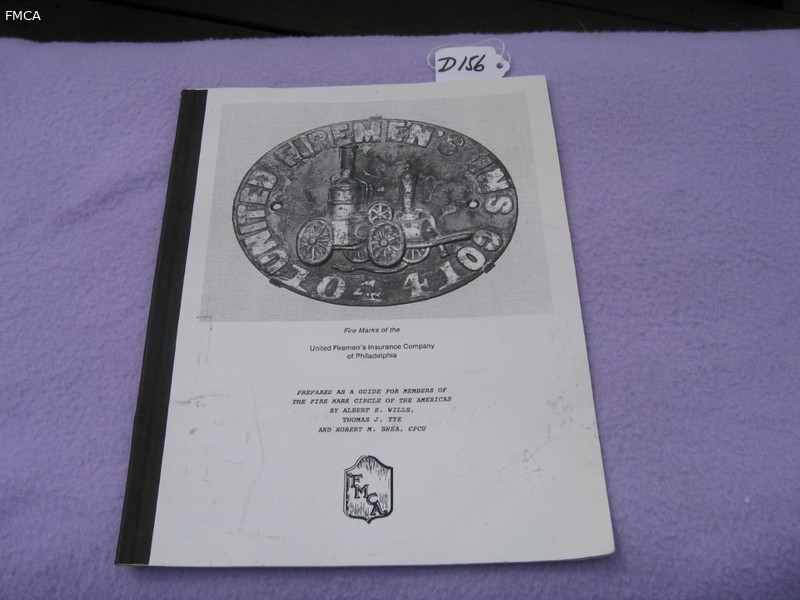 FMCA
D156
UNITED FIREMEN'S INS CO
Fire Marks of the
United Firemen's Insurance Company
of Philadelphia
PREPARED AS A GUIDE FOR MEMBERS OF
THE FIRE MARK CIRCLE OF THE AMERICAS
BY ALBERT E. WILLS,
THOMAS J. TYE
AND ROBERT M. SHEA, CPCU
FMCA